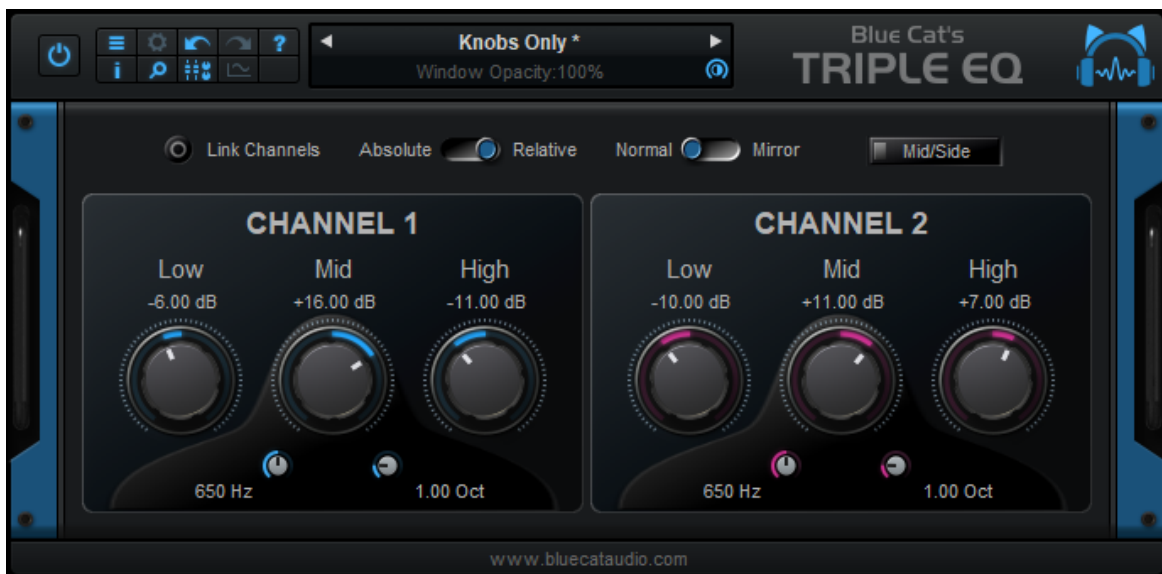 Knobs Only *
Window Opacity:100%
Blue Cat's
TRIPLE EQ
Link Channels
Absolute
Relative
Normal
Mirror
Mid/Side
CHANNEL 1
Low
Mid
High
-6.00 dB
+16.00 dB
-11.00 dB
650 Hz
1.00 Oct
CHANNEL 2
Low
Mid
High
-10.00 dB
+11.00 dB
+7.00 dB
650 Hz
1.00 Oct
www.bluecataudio.com